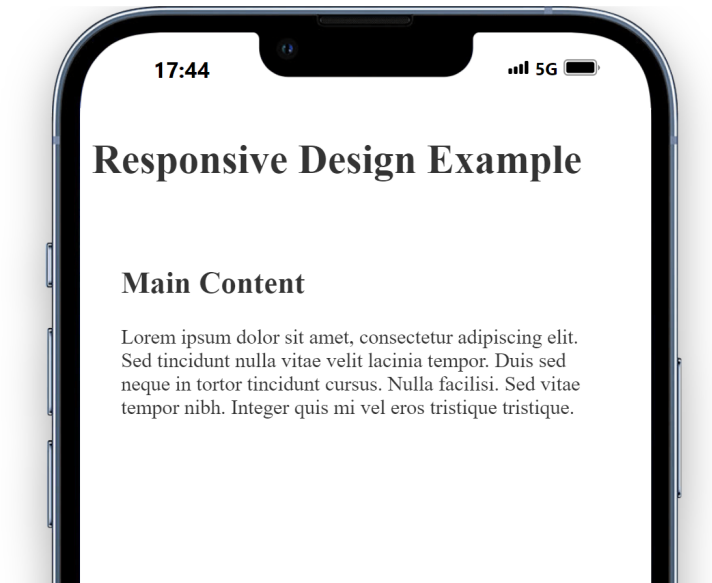 17:44
5G
Responsive Design Example
Main Content
Lorem ipsum dolor sit amet, consectetur adipiscing elit.
Sed tincidunt nulla vitae velit lacinia tempor. Duis sed
neque in tortor tincidunt cursus. Nulla facilisi. Sed vitae
tempor nibh. Integer quis mi vel eros tristique tristique.